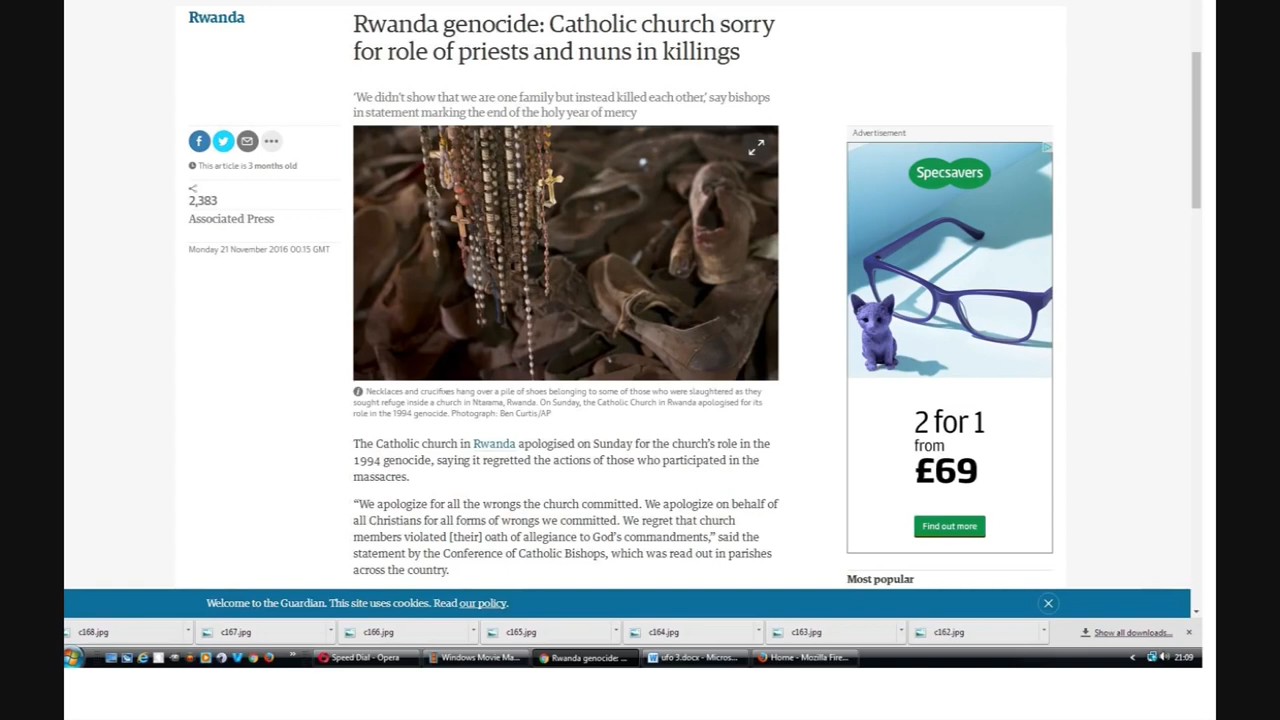 Rwanda
Rwanda genocide: Catholic church sorry
for role of priests and nuns in killings
'We didn't show that we are one family but instead killed each other,' say bishops
in statement marking the end of the holy year of mercy
This article is 3 months old
2,383
Associated Press
Monday 21 November 2016 00.15 GMT
Necklaces and crucifixes hang over a pile of shoes belonging to some of those who were slaughtered as they
sought refuge inside a church in Ntarama, Rwanda. On Sunday, the Catholic Church in Rwanda apologised for its
role in the 1994 genocide. Photograph: Ben Curtis/AP
The Catholic church in Rwanda apologised on Sunday for the church's role in the
1994 genocide, saying it regretted the actions of those who participated in the
massacres.
“We apologize for all the wrongs the church committed. We apologize on behalf of
all Christians for all forms of wrongs we committed. We regret that church
members violated [their] oath of allegiance to God's commandments,” said the
statement by the Conference of Catholic Bishops, which was read out in parishes
across the country.
Advertisement
Specsavers
2 for 1
from
£69
Find out more
Most popular
Welcome to the Guardian. This site uses cookies. Read our policy.
c168.jpg
c167.jpg
c166.jpg
c165.jpg
c164.jpg
c163.jpg
c162.jpg
Show all downloads...
Speed Dial - Opera
Windows Movie Ma...
Rwanda genocide: ...
ufo 3.docx - Micros...
Home - Mozilla Fire...
21:09